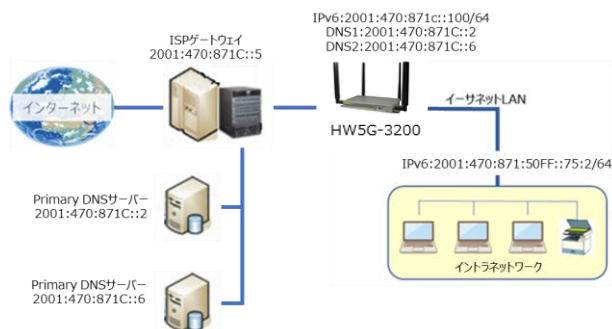 ISPゲートウェイ
2001:470:871C::5
IPv6:2001:470:871c::100/64
DNS1:2001:470:871C::2
DNS2:2001:470:871C::6
インターネット
イーサネットLAN
HW5G-3200
IPv6:2001:470:871:50FF::75:2/64
Primary DNSサーバー
2001:470:871C::2
イントラネットワーク
Primary DNSサーバー
2001:470:871C::6